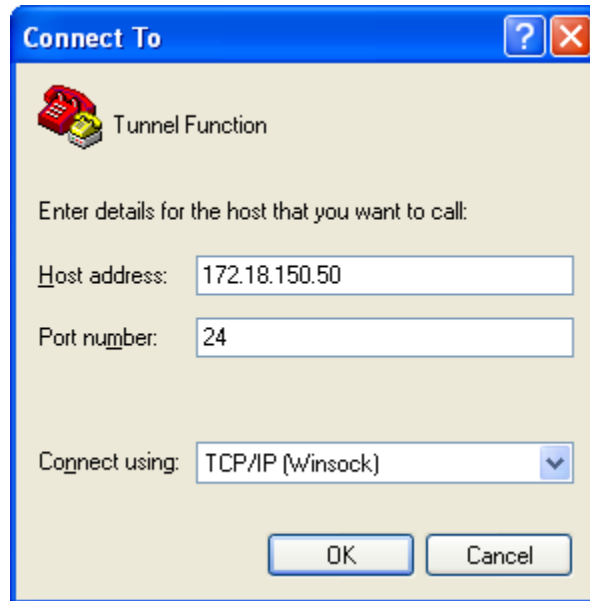 Connect To
Tunnel Function
Enter details for the host that you want to call:
Host address: 172.18.150.50
Port number: 24
Connect using: TCP/IP (Winsock)
OK Cancel